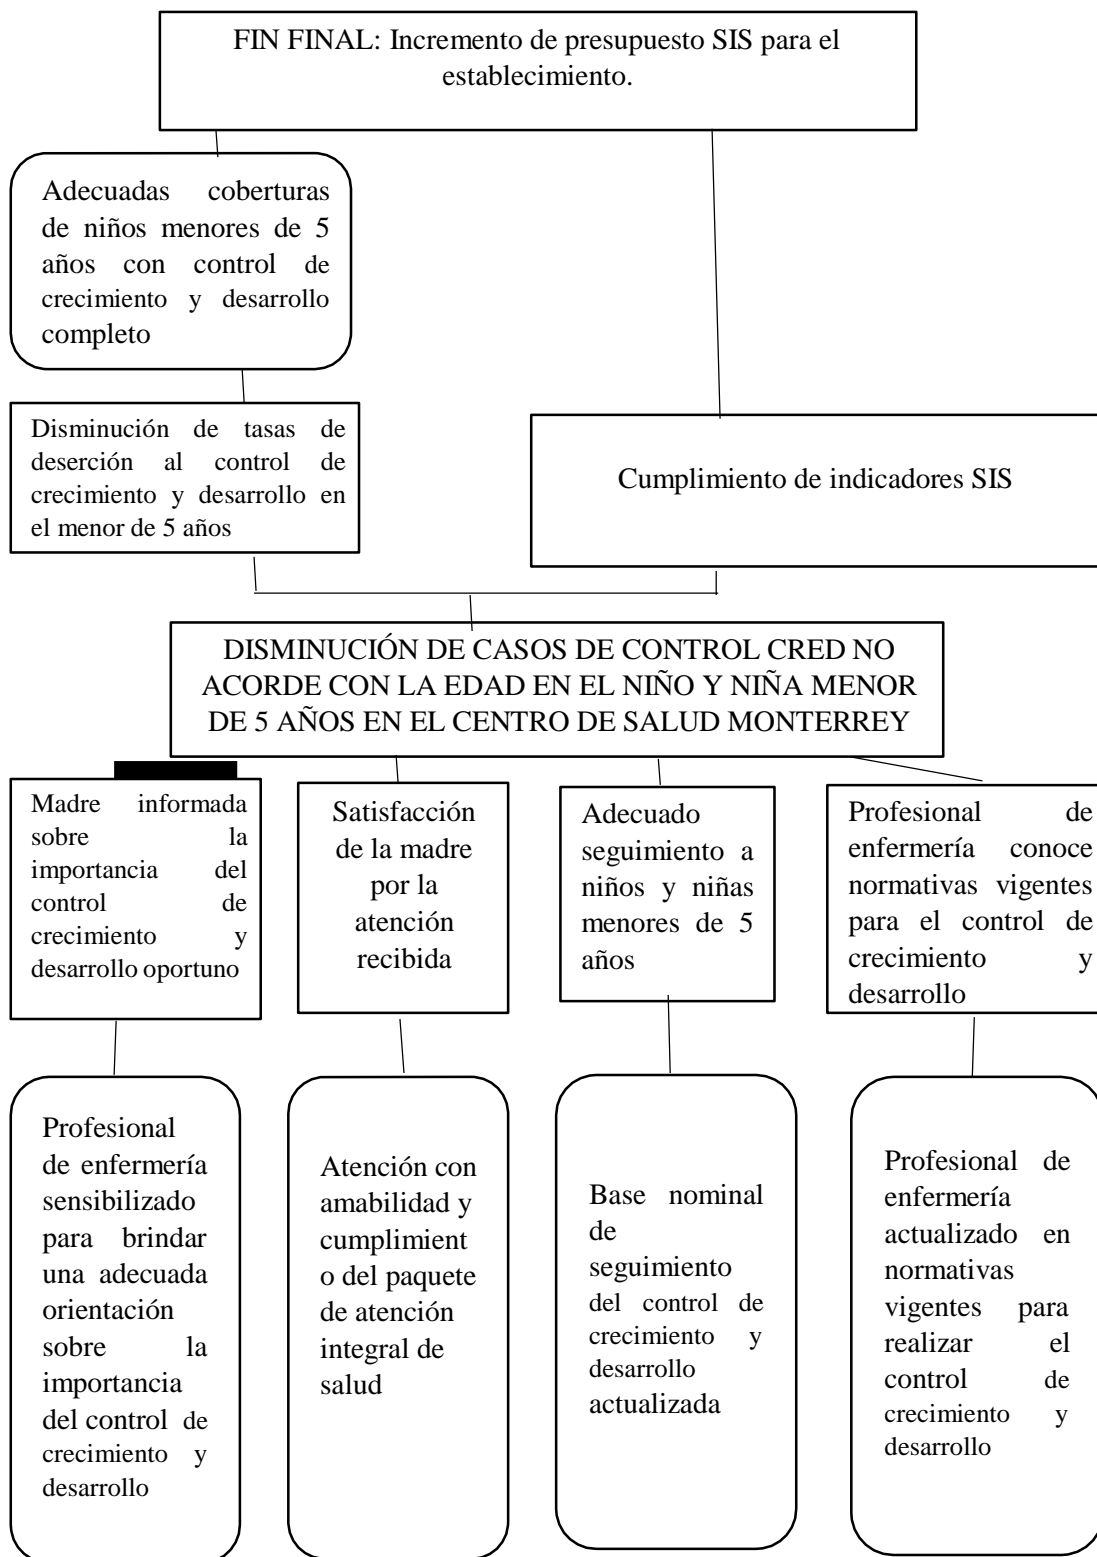 FIN FINAL: Incremento de presupuesto SIS para el
establecimiento.
Adecuadas coberturas
de niños menores de 5
años con control de
crecimiento y desarrollo
completo
Disminución de tasas de
deserción al control de
crecimiento y desarrollo en
el menor de 5 años
Cumplimiento de indicadores SIS
DISMINUCIÓN DE CASOS DE CONTROL CRED NO
ACORDE CON LA EDAD EN EL NIÑO Y NIÑA MENOR
DE 5 AÑOS EN EL CENTRO DE SALUD MONTERREY
Madre informada
sobre la
importancia del
control de
crecimiento y
desarrollo oportuno
Satisfacción
de la madre
por la
atención
recibida
Adecuado
seguimiento a
niños y niñas
menores de 5
años
Profesional de
enfermería conoce
normativas vigentes
para el control de
crecimiento y
desarrollo
Profesional
de enfermería
sensibilizado
para brindar
una adecuada
orientación
sobre la
importancia
del control de
crecimiento y
desarrollo
Atención con
amabilidad y
cumplimient
o del paquete
de atención
integral de
salud
Base nominal
de
seguimiento
del control de
crecimiento y
desarrollo
actualizada
Profesional de
enfermería
actualizado en
normativas
vigentes para
realizar el
control de
crecimiento y
desarrollo